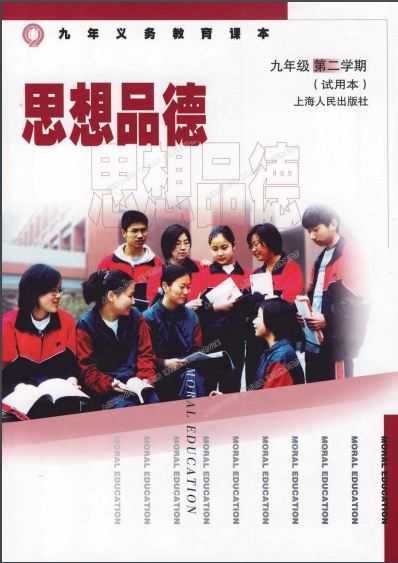 九年义务教育课本
九年级 第二学期
(试用本)
上海人民出版社
思想品德
思想品德
MORAL EDUCATION
MORAL EDUCATION
MORAL EDUCATION
MORAL EDUCATION
MORAL EDUCATION
MORAL EDUCATION
MORAL EDUCATION
MORAL EDUCATION
MORAL EDUCATION
MORAL EDUCATION